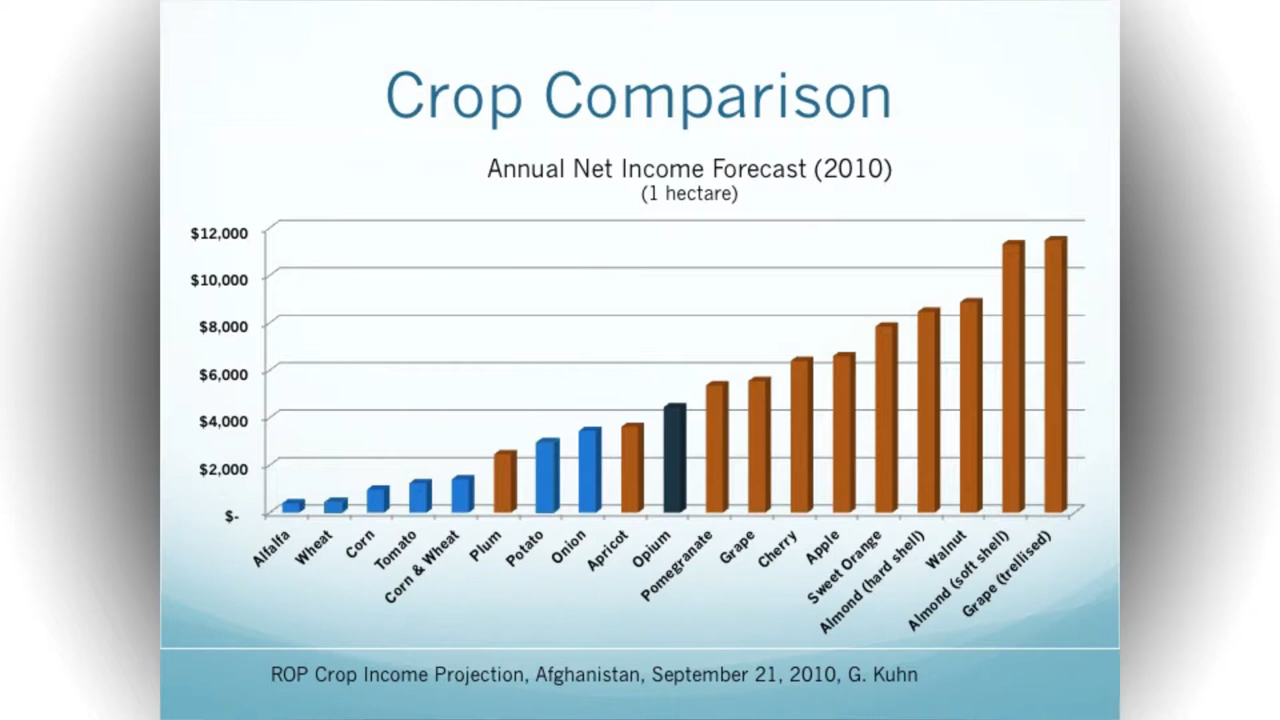 Crop Comparison
Annual Net Income Forecast (2010)
(1 hectare)
$12,000
$10,000
$8,000
$6,000
$4,000
$2,000
$-
Alfalfa
Wheat
Corn
Tomato
Corn & Wheat
Plum
Potato
Onion
Apricot
Opium
Pomegranate
Grape
Cherry
Apple
Sweet Orange
Almond (hard shell)
Walnut
Almond (soft shell)
Grape (trellised)
ROP Crop Income Projection, Afghanistan, September 21, 2010, G. Kuhn